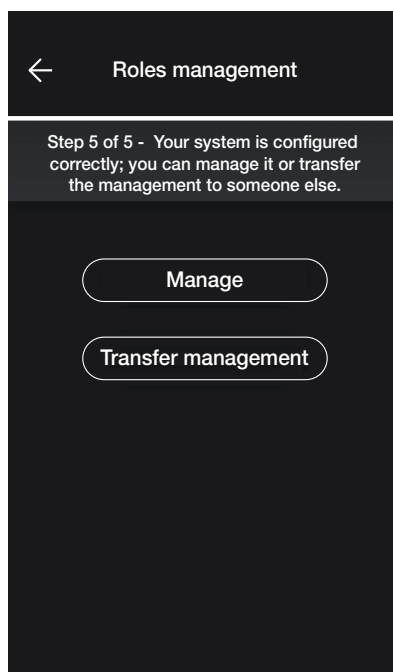 Roles management
Step 5 of 5 - Your system is configured
correctly; you can manage it or transfer
the management to someone else.
Manage
Transfer management